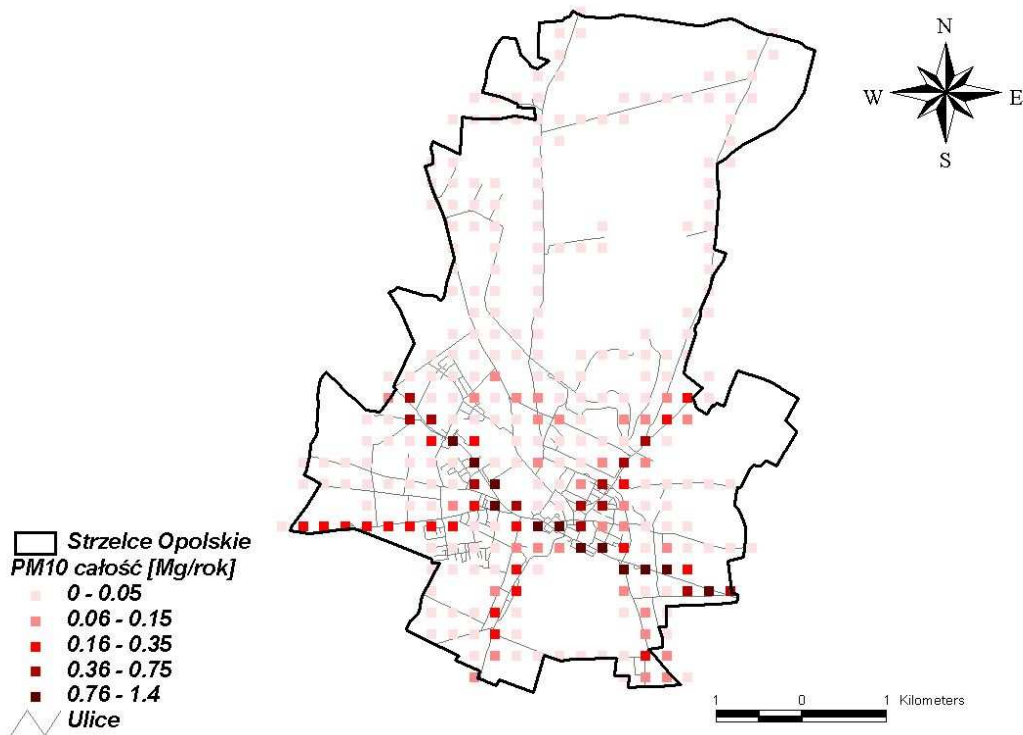 N
W E
S
Strzelce Opolskie
PM10 całość [Mg/rok]
0 - 0.05
0.06 - 0.15
0.16 - 0.35
0.36 - 0.75
0.76 - 1.4
Ulice
1 0 1 Kilometers